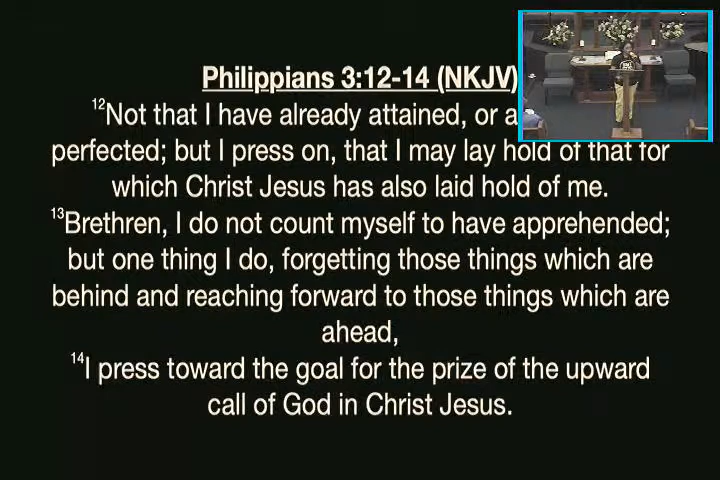 Philippians 3:12-14 (NKJV)
12Not that I have already attained, or a
perfected; but I press on, that I may lay hold of that for
which Christ Jesus has also laid hold of me.
13Brethren, I do not count myself to have apprehended;
but one thing I do, forgetting those things which are
behind and reaching forward to those things which are
ahead,
14I press toward the goal for the prize of the upward
call of God in Christ Jesus.